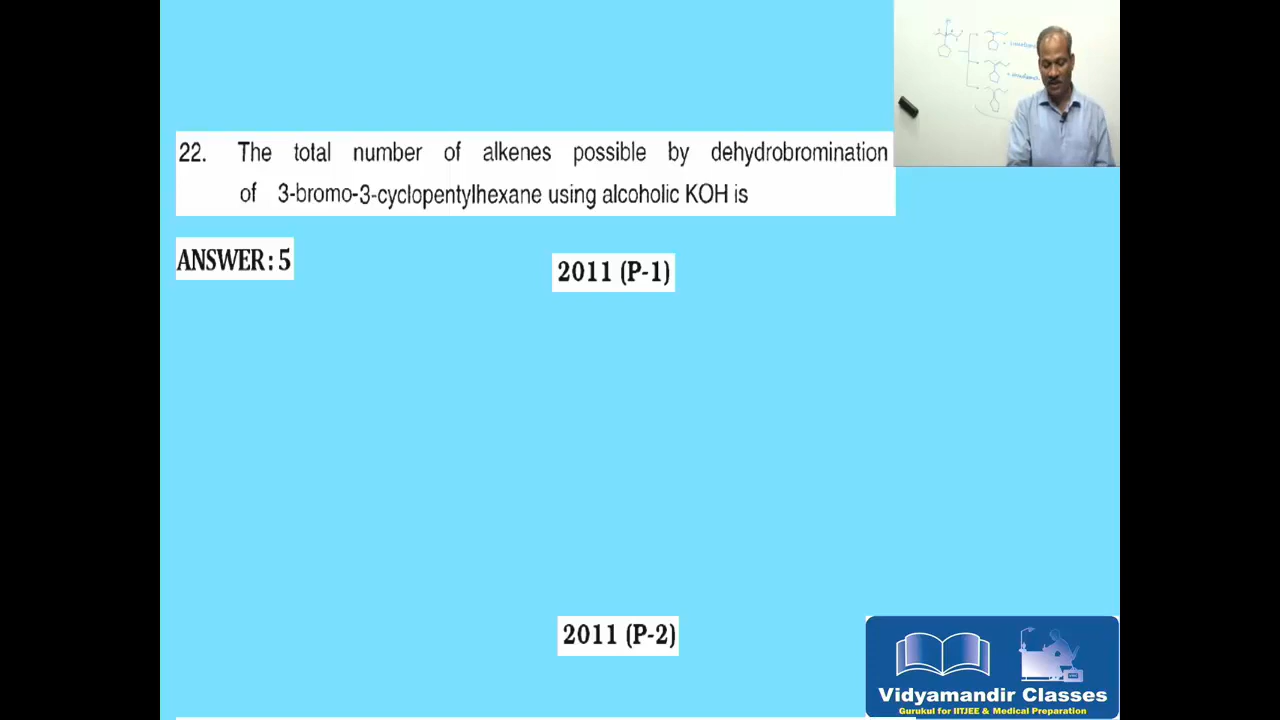 22. The total number of alkenes possible by dehydrobromination
of 3-bromo-3-cyclopentylhexane using alcoholic KOH is
ANSWER: 5
2011 (P-1)
2011 (P-2)
Vidyamandir Classes
Gurukul for IITJEE & Medical Preparation